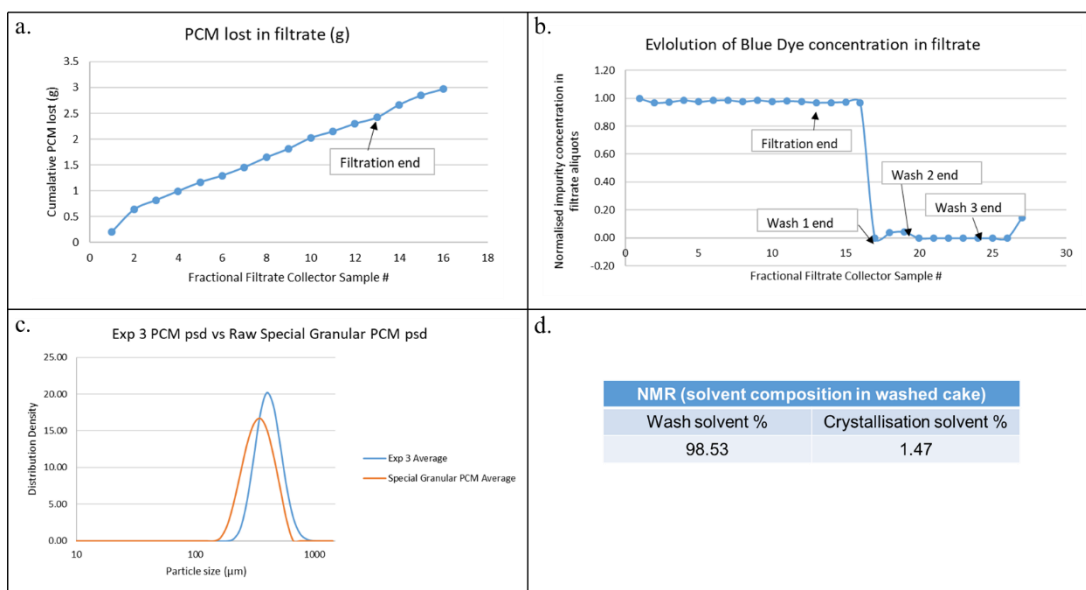 a.
PCM lost in filtrate (g)
Cumalative PCM lost (g)
3.5
3
2.5
2
1.5
1
0.5
0
0 2 4 6 8 10 12 14 16 18
Filtration end
Fractional Filtrate Collector Sample #
b.
Evlolution of Blue Dye concentration in filtrate
Normalised impurity concentration in
filtrate aliquots
1.20
1.00
0.80
0.60
0.40
0.20
0.00
-0.20
Filtration end
Wash 2 end
Wash 1 end
Wash 3 end
0 5 10 15 20 25 30
Fractional Filtrate Collector Sample #
c.
Exp 3 PCM psd vs Raw Special Granular PCM psd
Distribution Density
25.00
20.00
15.00
10.00
5.00
0.00
10 100 1000
Particle size (µm)
Exp 3 Average
Special Granular PCM Average
d.
NMR (solvent composition in washed cake)
Wash solvent % Crystallisation solvent %
98.53 1.47